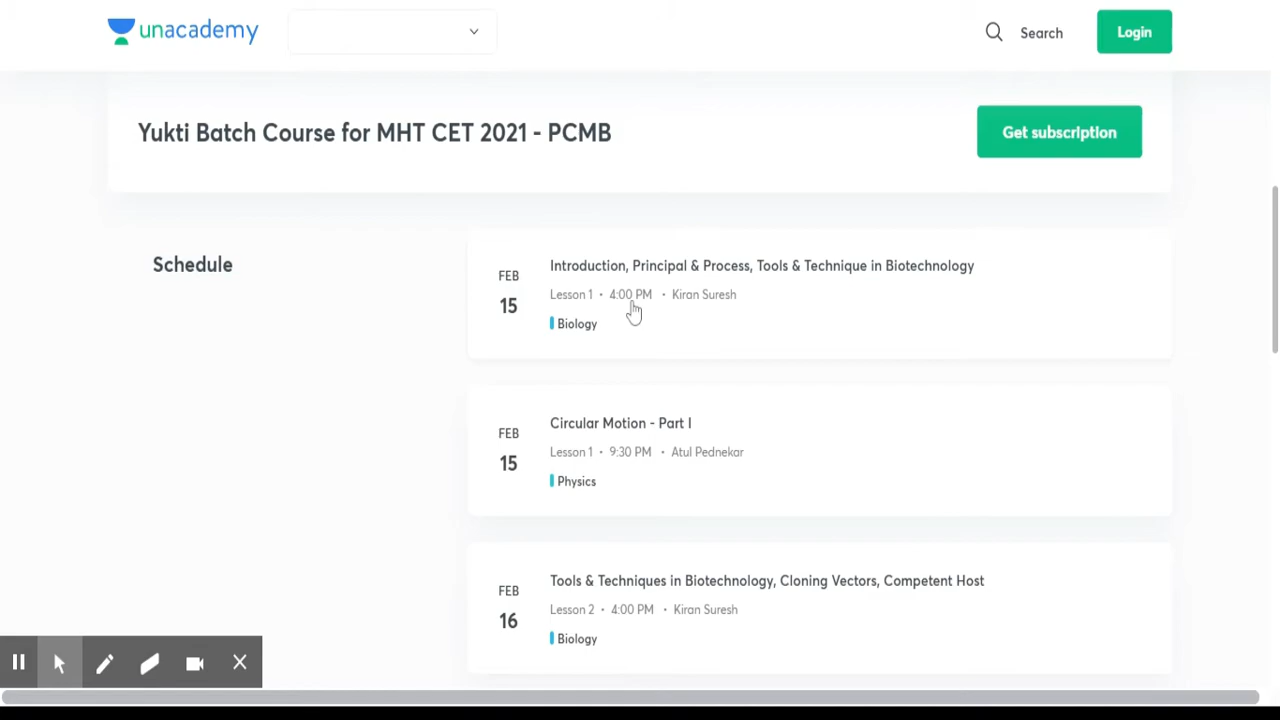 unacademy
Search
Login
Yukti Batch Course for MHT CET 2021 - PCMB
Get subscription
Schedule
FEB
15
Introduction, Principal & Process, Tools & Technique in Biotechnology
Lesson 1 • 4:00 PM • Kiran Suresh
Biology
FEB
15
Circular Motion - Part I
Lesson 1 • 9:30 PM • Atul Pednekar
Physics
FEB
16
Tools & Techniques in Biotechnology, Cloning Vectors, Competent Host
Lesson 2 • 4:00 PM • Kiran Suresh
Biology